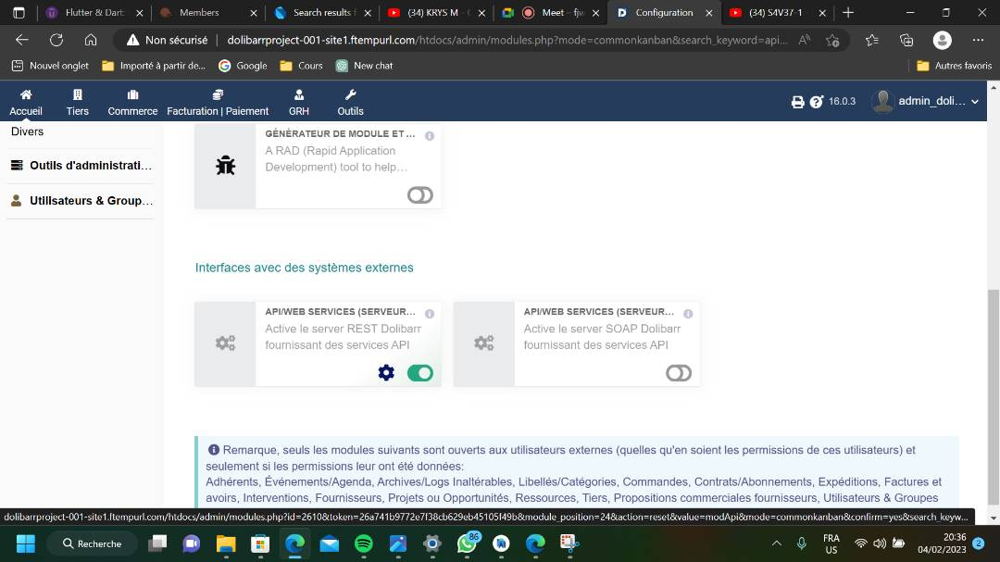 Flutter & Dart:
Members
Search results f
(34) KRYS M -
Meet – fjw
Configuration
(34) S4V37-1
Non sécurisé
dolibarrproject-001-site1.ftempurl.com/htdocs/admin/modules.php?mode=commonkanban&search_keyword=api...
Nouvel onglet
Importé à partir de...
Google
Cours
New chat
Autres favoris
Accueil
Tiers
Commerce
Facturation | Paiement
GRH
Outils
16.0.3
admin_doli...
Divers
Outils d'administrati...
Utilisateurs & Group...
GÉNÉRATEUR DE MODULE ET ...
A RAD (Rapid Application
Development) tool to help...
Interfaces avec des systèmes externes
API/WEB SERVICES (SERVEUR...
Active le server REST Dolibarr
fournissant des services API
API/WEB SERVICES (SERVEUR...
Active le server SOAP Dolibarr
fournissant des services API
Remarque, seuls les modules suivants sont ouverts aux utilisateurs externes (quelles qu'en soient les permissions de ces utilisateurs) et
seulement si les permissions leur ont été données:
Adhérents, Événements/Agenda, Archives/Logs Inaltérables, Libellés/Catégories, Commandes, Contrats/Abonnements, Expéditions, Factures et
avoirs, Interventions, Fournisseurs, Projets ou Opportunités, Ressources, Tiers, Propositions commerciales fournisseurs, Utilisateurs & Groupes
dolibarrproject-001-site1.ftempurl.com/htdocs/admin/modules.php?id=2610&token=26a741b9772e7f38cb629eb45105f49b&module_position=24&action=reset&value=modApi&mode=commonkanban&confirm=yes&search_keyw...
Recherche
86
FRA
US
20:36
04/02/2023
2